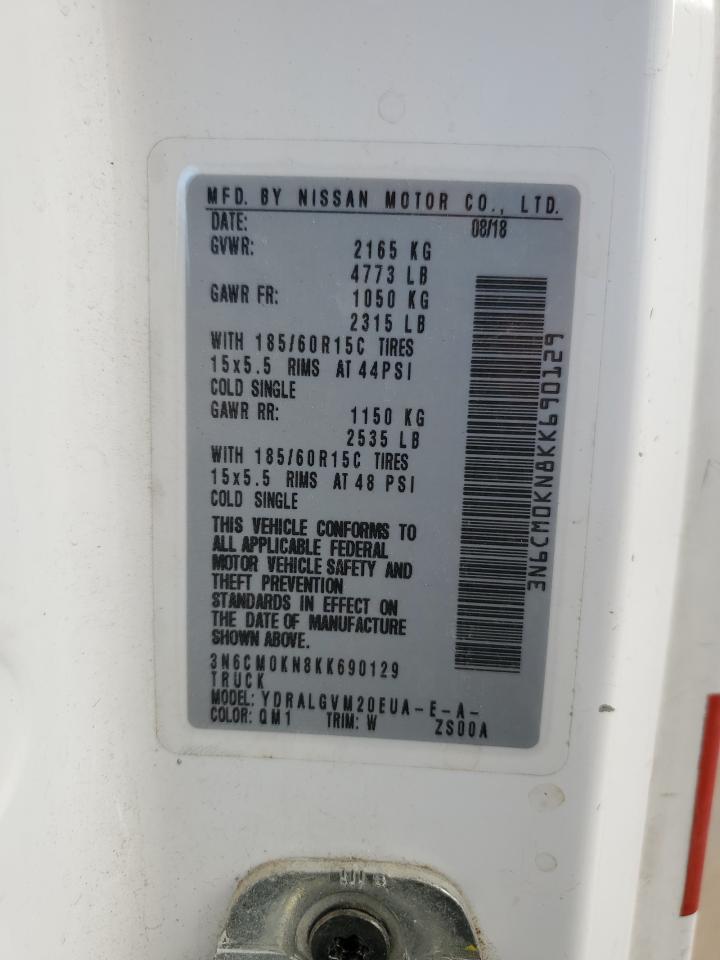 MFD. BY NISSAN MOTOR CO., LTD.
DATE: 08/18
GVWR: 2165 KG
4773 LB
GAWR FR: 1050 KG
2315 LB
WITH 185/60R15C TIRES
15x5.5 RIMS AT 44PSI
COLD SINGLE
GAWR RR: 1150 KG
2535 LB
WITH 185/60R15C TIRES
15x5.5 RIMS AT 48 PSI
COLD SINGLE
THIS VEHICLE CONFORMS TO
ALL APPLICABLE FEDERAL
MOTOR VEHICLE SAFETY AND
THEFT PREVENTION
STANDARDS IN EFFECT ON
THE DATE OF MANUFACTURE
SHOWN ABOVE.
3N6CM0KN8KK690129
TRUCK
MODEL: YDRALGVM20EUA-E-A-
COLOR: QM1 TRIM: W ZS00A
3N6CM0KN8KK690129